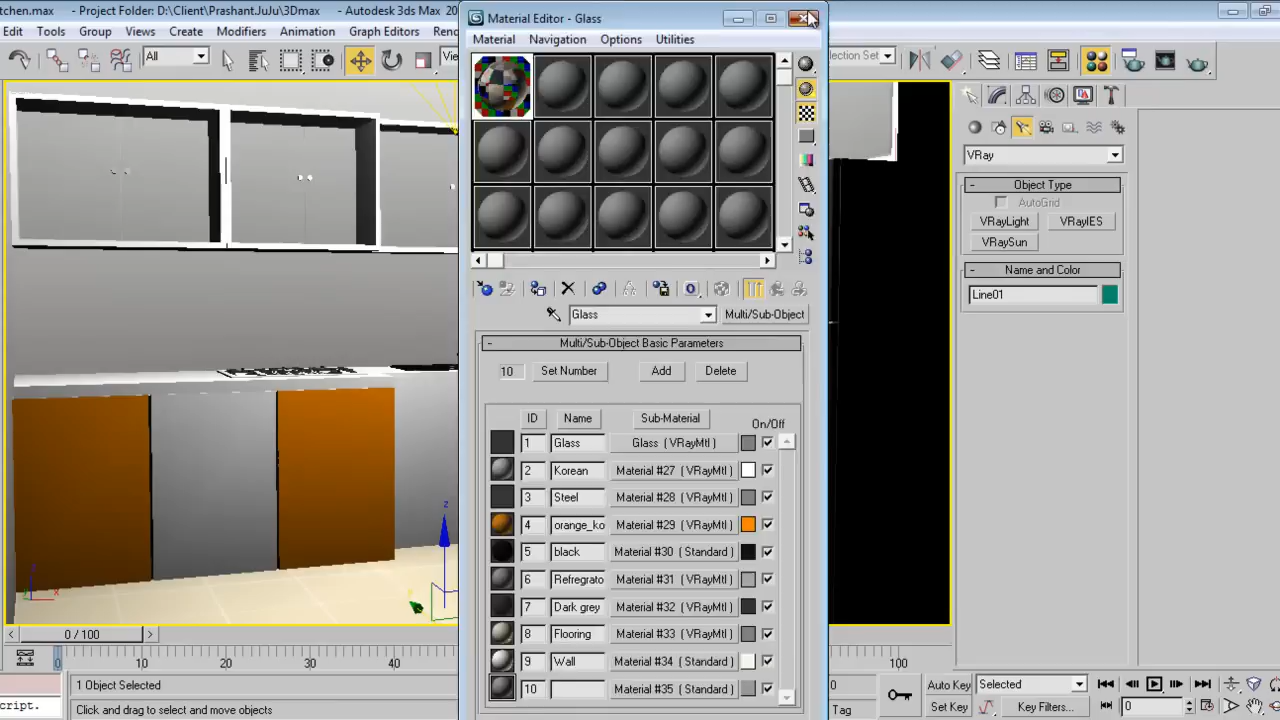 tchen.max - Project Folder: D:\Client\Prashant.JuJu\3Dmax - Autodesk 3ds Max 20
Edit Tools Group Views Create Modifiers Animation Graph Editors Ren
All
View
election Set
Material Editor - Glass
Material Navigation Options Utilities
Glass
Multi/Sub-Object
- Multi/Sub-Object Basic Parameters
10 Set Number Add Delete
ID Name Sub-Material On/Off
1 Glass Glass ( VRayMtl )
2 Korean Material #27 ( VRayMtl )
3 Steel Material #28 ( VRayMtl )
4 orange_ko Material #29 ( VRayMtl )
5 black Material #30 ( Standard )
6 Refregrato Material #31 ( VRayMtl )
7 Dark grey Material #32 ( VRayMtl )
8 Flooring Material #33 ( VRayMtl )
9 Wall Material #34 ( Standard )
10 Material #35 ( Standard )
VRay
- Object Type
AutoGrid
VRayLight VRayIES
VRaySun
- Name and Color
Line01
z
x
0 / 100
0 10 20 30 40 100
1 Object Selected
Click and drag to select and move objects
cript.
0
Tag
Auto Key Selected
Set Key Key Filters...
0